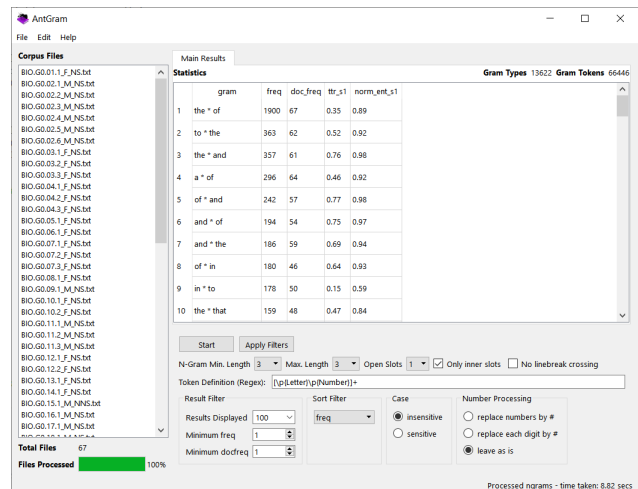 AntGram
File Edit Help
Corpus Files
BIO.G0.01.1_F_NS.txt
BIO.G0.02.1_M_NS.txt
BIO.G0.02.2_M_NS.txt
BIO.G0.02.3_M_NS.txt
BIO.G0.02.4_M_NS.txt
BIO.G0.02.5_M_NS.txt
BIO.G0.02.6_M_NS.txt
BIO.G0.03.1_F_NS.txt
BIO.G0.03.2_F_NS.txt
BIO.G0.03.3_F_NS.txt
BIO.G0.04.1_F_NS.txt
BIO.G0.04.2_F_NS.txt
BIO.G0.04.3_F_NS.txt
BIO.G0.05.1_F_NS.txt
BIO.G0.06.1_F_NS.txt
BIO.G0.07.1_F_NS.txt
BIO.G0.07.2_F_NS.txt
BIO.G0.07.3_F_NS.txt
BIO.G0.08.1_F_NS.txt
BIO.G0.09.1_M_NS.txt
BIO.G0.10.1_F_NS.txt
BIO.G0.10.2_F_NS.txt
BIO.G0.11.1_M_NS.txt
BIO.G0.11.2_M_NS.txt
BIO.G0.11.3_M_NS.txt
BIO.G0.12.1_F_NS.txt
BIO.G0.12.2_F_NS.txt
BIO.G0.13.1_F_NS.txt
BIO.G0.14.1_F_NS.txt
BIO.G0.15.1_M_NNS.txt
BIO.G0.16.1_M_NS.txt
BIO.G0.17.1_M_NS.txt
Total Files 67
Files Processed 100%
Main Results
Statistics Gram Types 13622 Gram Tokens 66446
gram freq doc_freq ttr_s1 norm_ent_s1
1 the * of 1900 67 0.35 0.89
2 to * the 363 62 0.52 0.92
3 the * and 357 61 0.76 0.98
4 a * of 296 64 0.46 0.92
5 of * and 242 57 0.77 0.98
6 and * of 194 54 0.75 0.97
7 and * the 186 59 0.69 0.94
8 of * in 180 46 0.64 0.93
9 in * to 178 50 0.15 0.59
10 the * that 159 48 0.47 0.84
Start Apply Filters
N-Gram Min. Length 3 Max. Length 3 Open Slots 1 Only inner slots No linebreak crossing
Token Definition (Regex): [\p{Letter}\p{Number}]+
Result Filter Sort Filter Case Number Processing
Results Displayed 100 freq insensitive replace numbers by #
Minimum freq 1 sensitive replace each digit by #
Minimum docfreq 1 leave as is
Processed ngrams - time taken: 8.82 secs